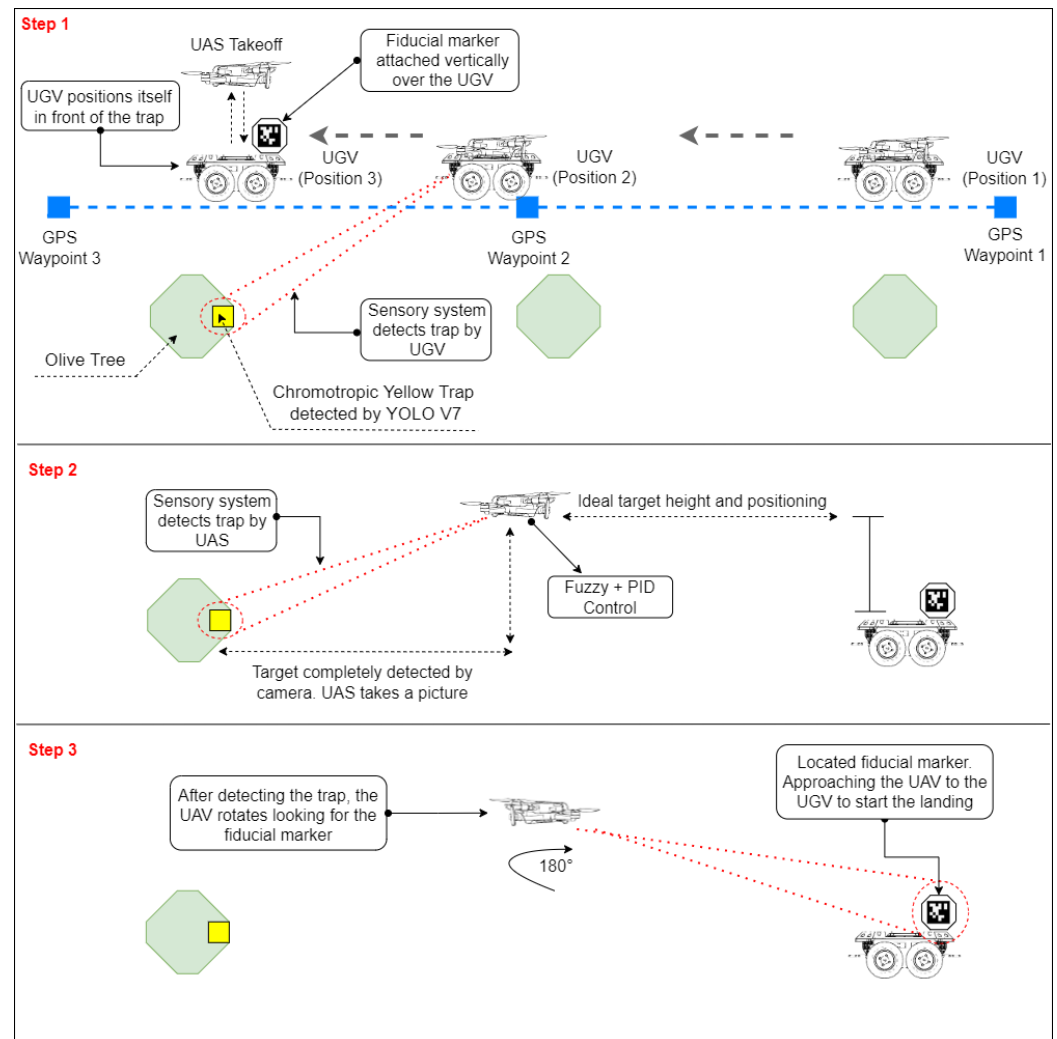 Step 1
UAS Takeoff
Fiducial marker
attached vertically
over the UGV
UGV positions itself
in front of the trap
UGV
(Position 3)
UGV
(Position 2)
UGV
(Position 1)
GPS
Waypoint 3
GPS
Waypoint 2
GPS
Waypoint 1
Sensory system
detects trap by
UGV
Olive Tree
Chromotropic Yellow Trap
detected by YOLO V7
Step 2
Sensory system
detects trap by
UAS
Ideal target height and positioning
Fuzzy + PID
Control
Target completely detected by
camera. UAS takes a picture
Step 3
After detecting the trap, the
UAV rotates looking for the
fiducial marker
Located fiducial marker.
Approaching the UAV to the
UGV to start the landing
180°